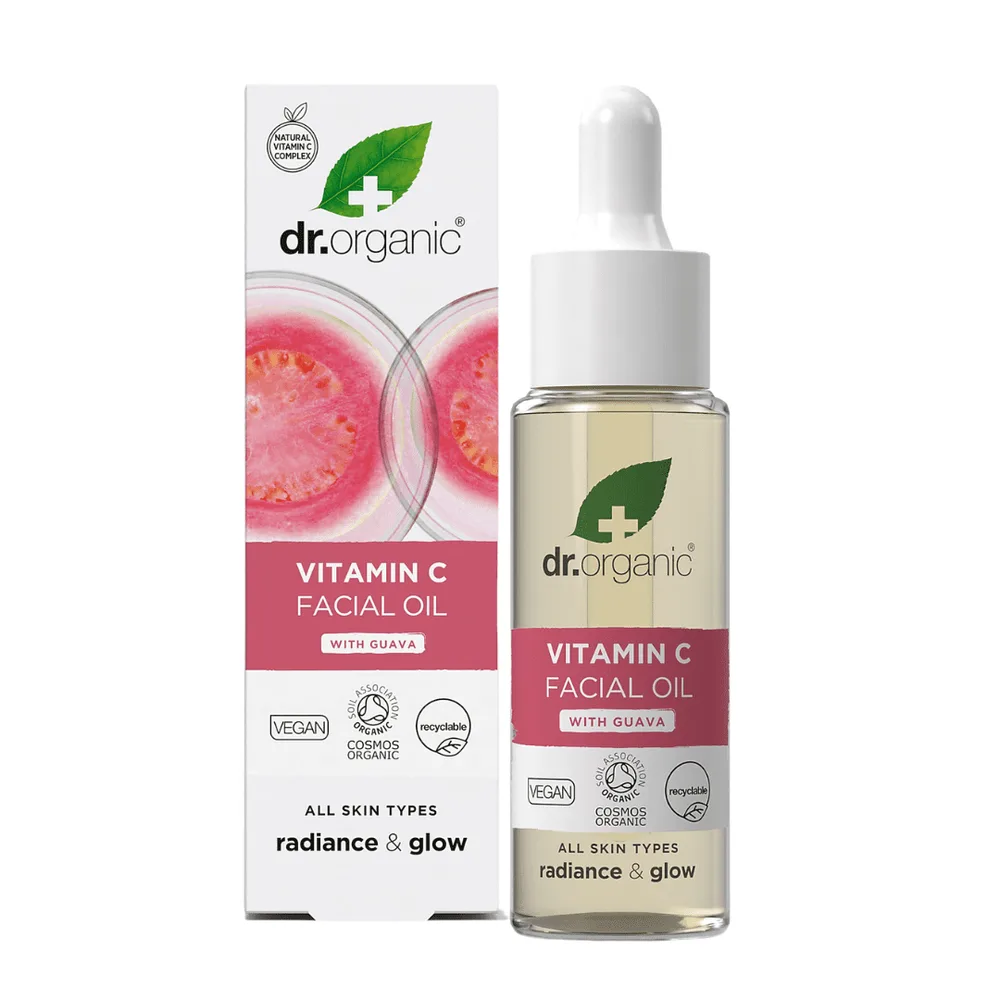 NATURAL
VITAMIN C
COMPLEX
dr.organic®
VITAMIN C
FACIAL OIL
WITH GUAVA
VEGAN
SOIL ASSOCIATION
ORGANIC
COSMOS
ORGANIC
recyclable
ALL SKIN TYPES
radiance & glow
dr.organic®
VITAMIN C
FACIAL OIL
WITH GUAVA
VEGAN
SOIL ASSOCIATION
ORGANIC
COSMOS
ORGANIC
recyclable
ALL SKIN TYPES
radiance & glow